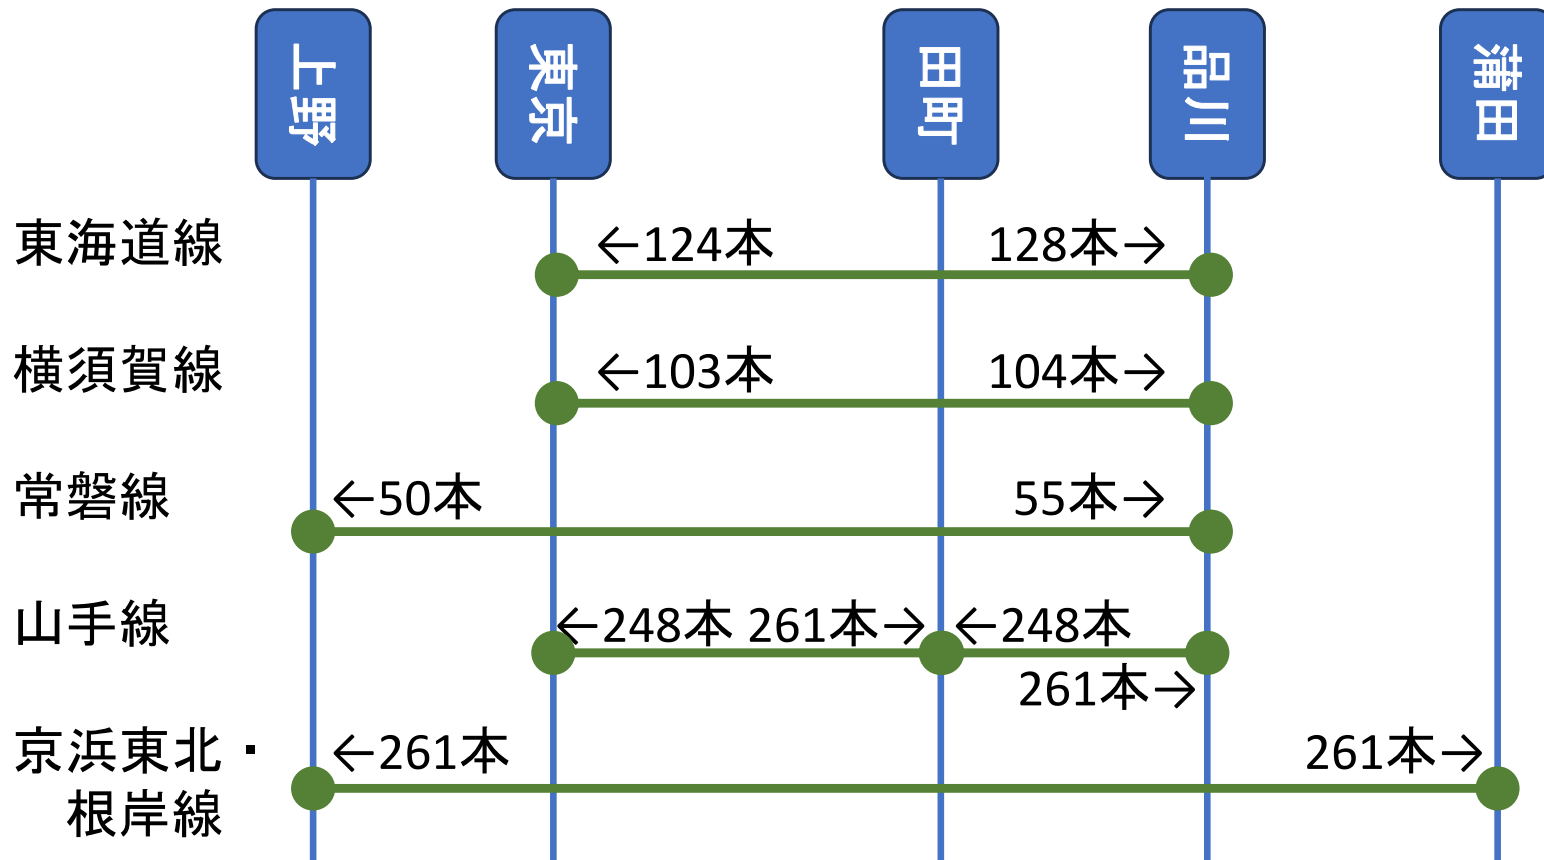 上野
東京
田町
品川
蒲田
東海道線
←124本
128本→
横須賀線
←103本
104本→
常磐線
←50本
55本→
山手線
←248本
261本→
←248本
261本→
京浜東北・
根岸線
←261本
261本→